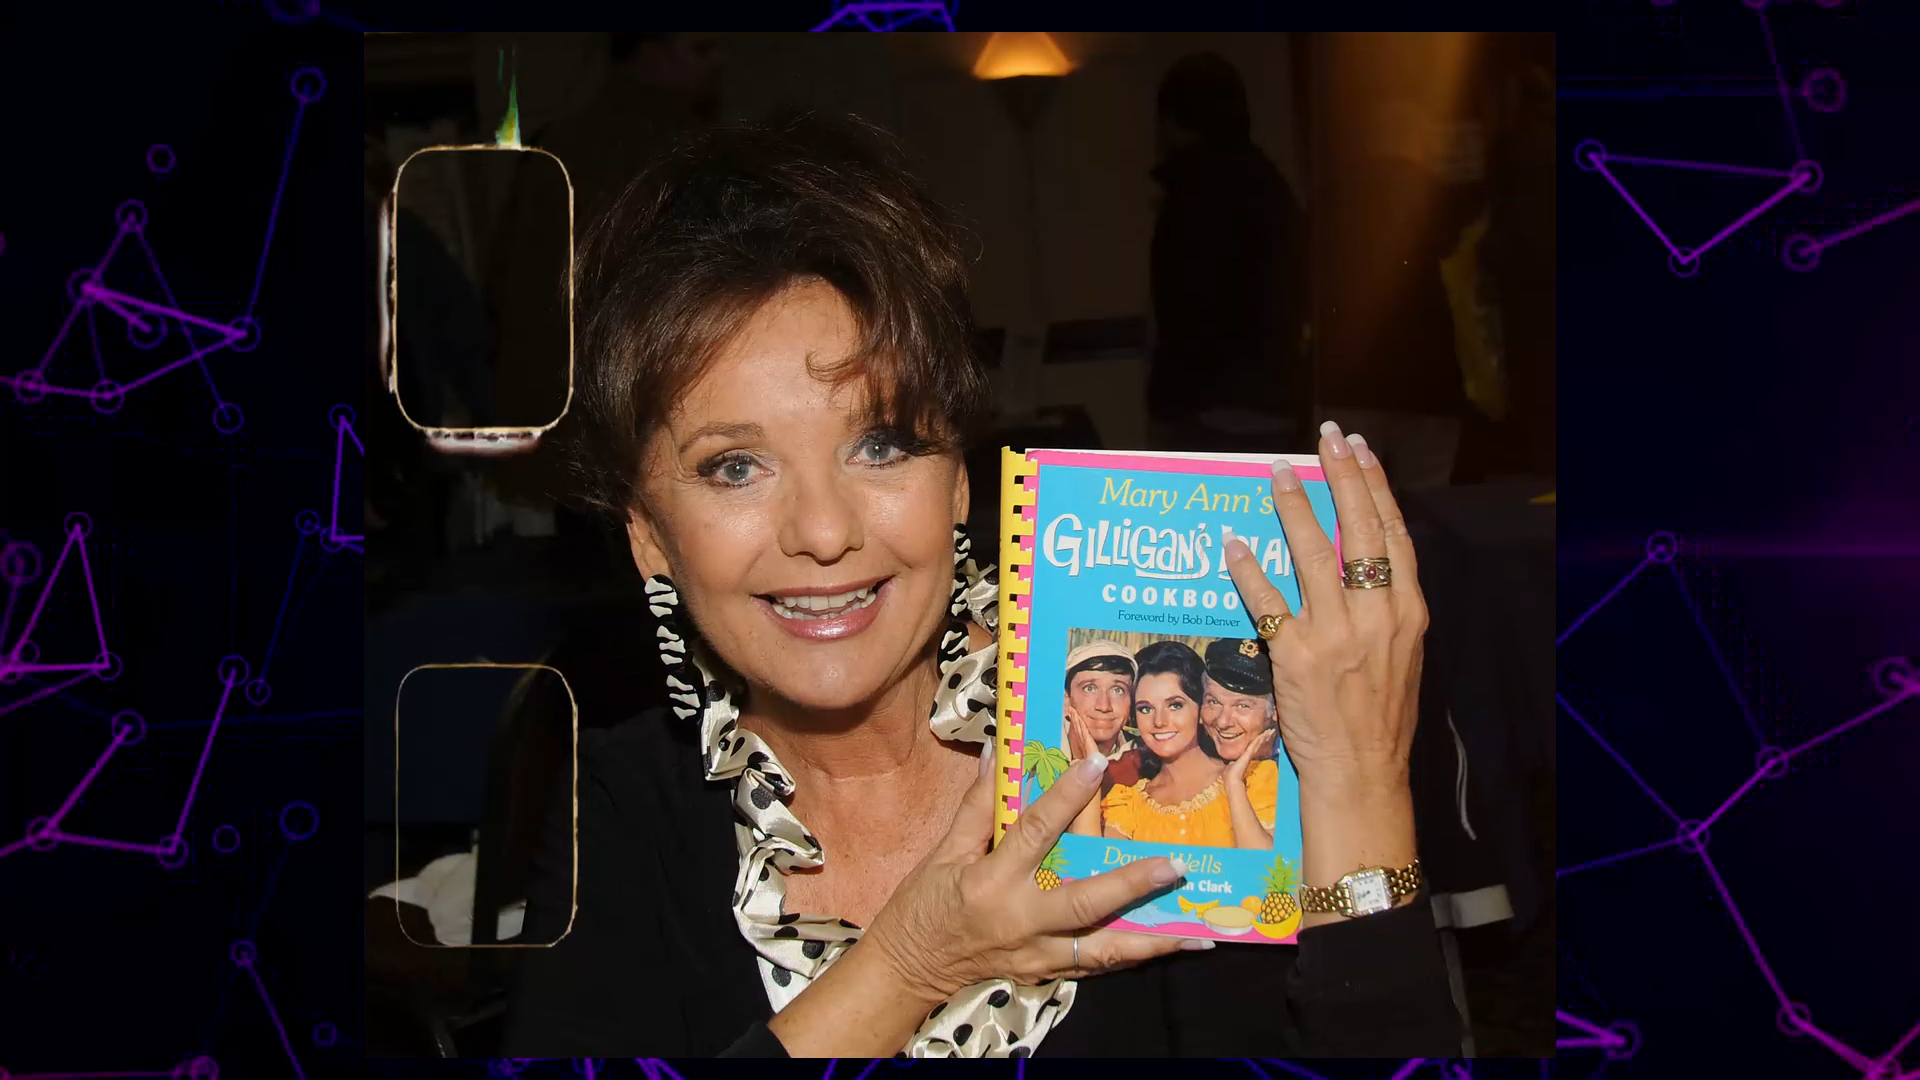 Mary Ann's
GILLIGAN'S
COOKBOO
Foreword by Bob Denver
Wells
Clark